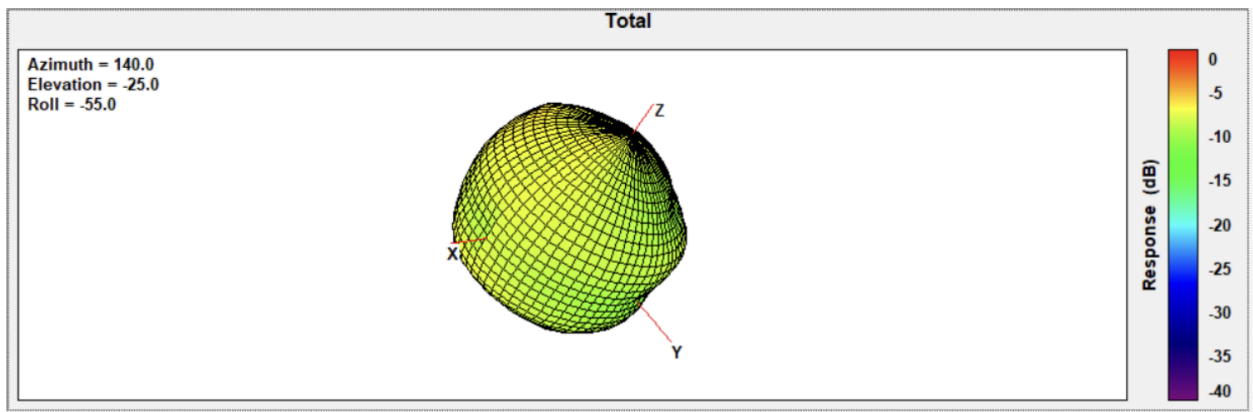 Total
Azimuth = 140.0
Elevation = -25.0
Roll = -55.0
Z
X
Y
Response (dB)
0
-5
-10
-15
-20
-25
-30
-35
-40